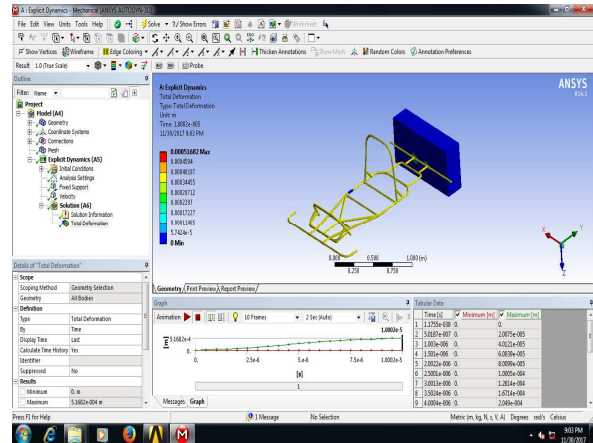 A : Explicit Dynamics - Mechanical [ANSYS AUTODYN-3D]
File Edit View Units Tools Help Solve ?/ Show Errors Worksheet
Show Vertices Wireframe Edge Coloring Thicken Annotations Show Mesh Random Colors Annotation Preferences
Result 1.0 (True Scale) Probe
Outline
Filter: Name
Project
Model (A4)
Geometry
Coordinate Systems
Connections
Mesh
Explicit Dynamics (A5)
Initial Conditions
Analysis Settings
Fixed Support
Velocity
Solution (A6)
Solution Information
Total Deformation
A: Explicit Dynamics
Total Deformation
Type: Total Deformation
Unit: m
Time: 1.0002e-005
11/30/2017 9:03 PM
0.00051682 Max
0.0004594
0.00040197
0.00034455
0.00028712
0.0002297
0.00017227
0.00011485
5.7424e-5
0 Min
ANSYS
R14.5
0.000 0.500 1.000 (m)
0.250 0.750
X Y Z
Geometry Print Preview Report Preview
Details of "Total Deformation"
Scope
Scoping Method Geometry Selection
Geometry All Bodies
Definition
Type Total Deformation
By Time
Display Time Last
Calculate Time History Yes
Identifier
Suppressed No
Results
Minimum 0. m
Maximum 5.1682e-004 m
Graph
Animation 10 Frames 2 Sec (Auto)
1.0002e-5
5.1682e-4
[m]
0.
0. 2.5e-6 5.e-6 7.5e-6 1.0002e-5
[s]
1
Messages Graph
Tabular Data
Time [s] Minimum [m] Maximum [m]
1 1.1755e-038 0. 0.
2 5.0187e-007 0. 2.0075e-005
3 1.003e-006 0. 4.0121e-005
4 1.501e-006 0. 6.0039e-005
5 2.0022e-006 0. 8.0089e-005
6 2.5001e-006 0. 1.0005e-004
7 3.0013e-006 0. 1.2614e-004
8 3.5024e-006 0. 1.6714e-004
9 4.0004e-006 0. 2.049e-004
Press F1 for Help 1 Message No Selection Metric (m, kg, N, s, V, A) Degrees rad/s Celsius
9:03 PM
11/30/2017